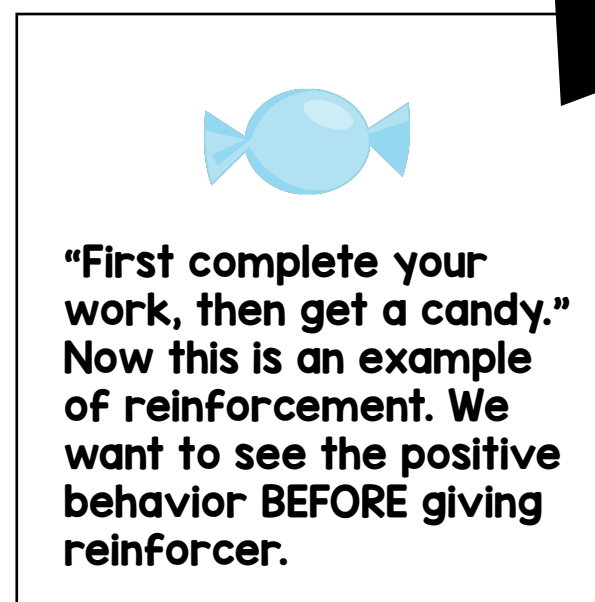 “First complete your
work, then get a candy.”
Now this is an example
of reinforcement. We
want to see the positive
behavior BEFORE giving
reinforcer.